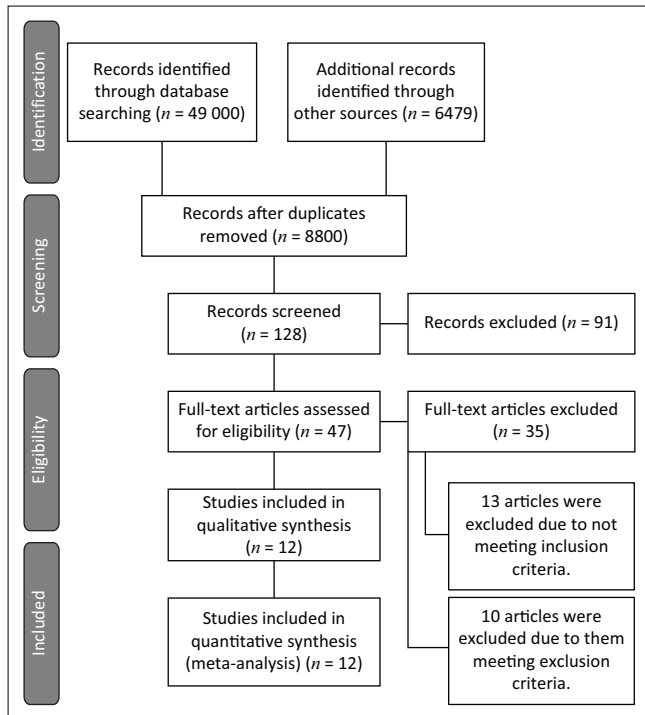 Identification
Records identified
through database
searching (n = 49 000)
Additional records
identified through
other sources (n = 6479)
Records after duplicates
removed (n = 8800)
Screening
Records screened
(n = 128)
Records excluded (n = 91)
Eligibility
Full-text articles assessed
for eligibility (n = 47)
Full-text articles excluded
(n = 35)
Studies included in
qualitative synthesis
(n = 12)
13 articles were
excluded due to not
meeting inclusion
criteria.
Included
Studies included in
quantitative synthesis
(meta-analysis) (n = 12)
10 articles were
excluded due to them
meeting exclusion
criteria.